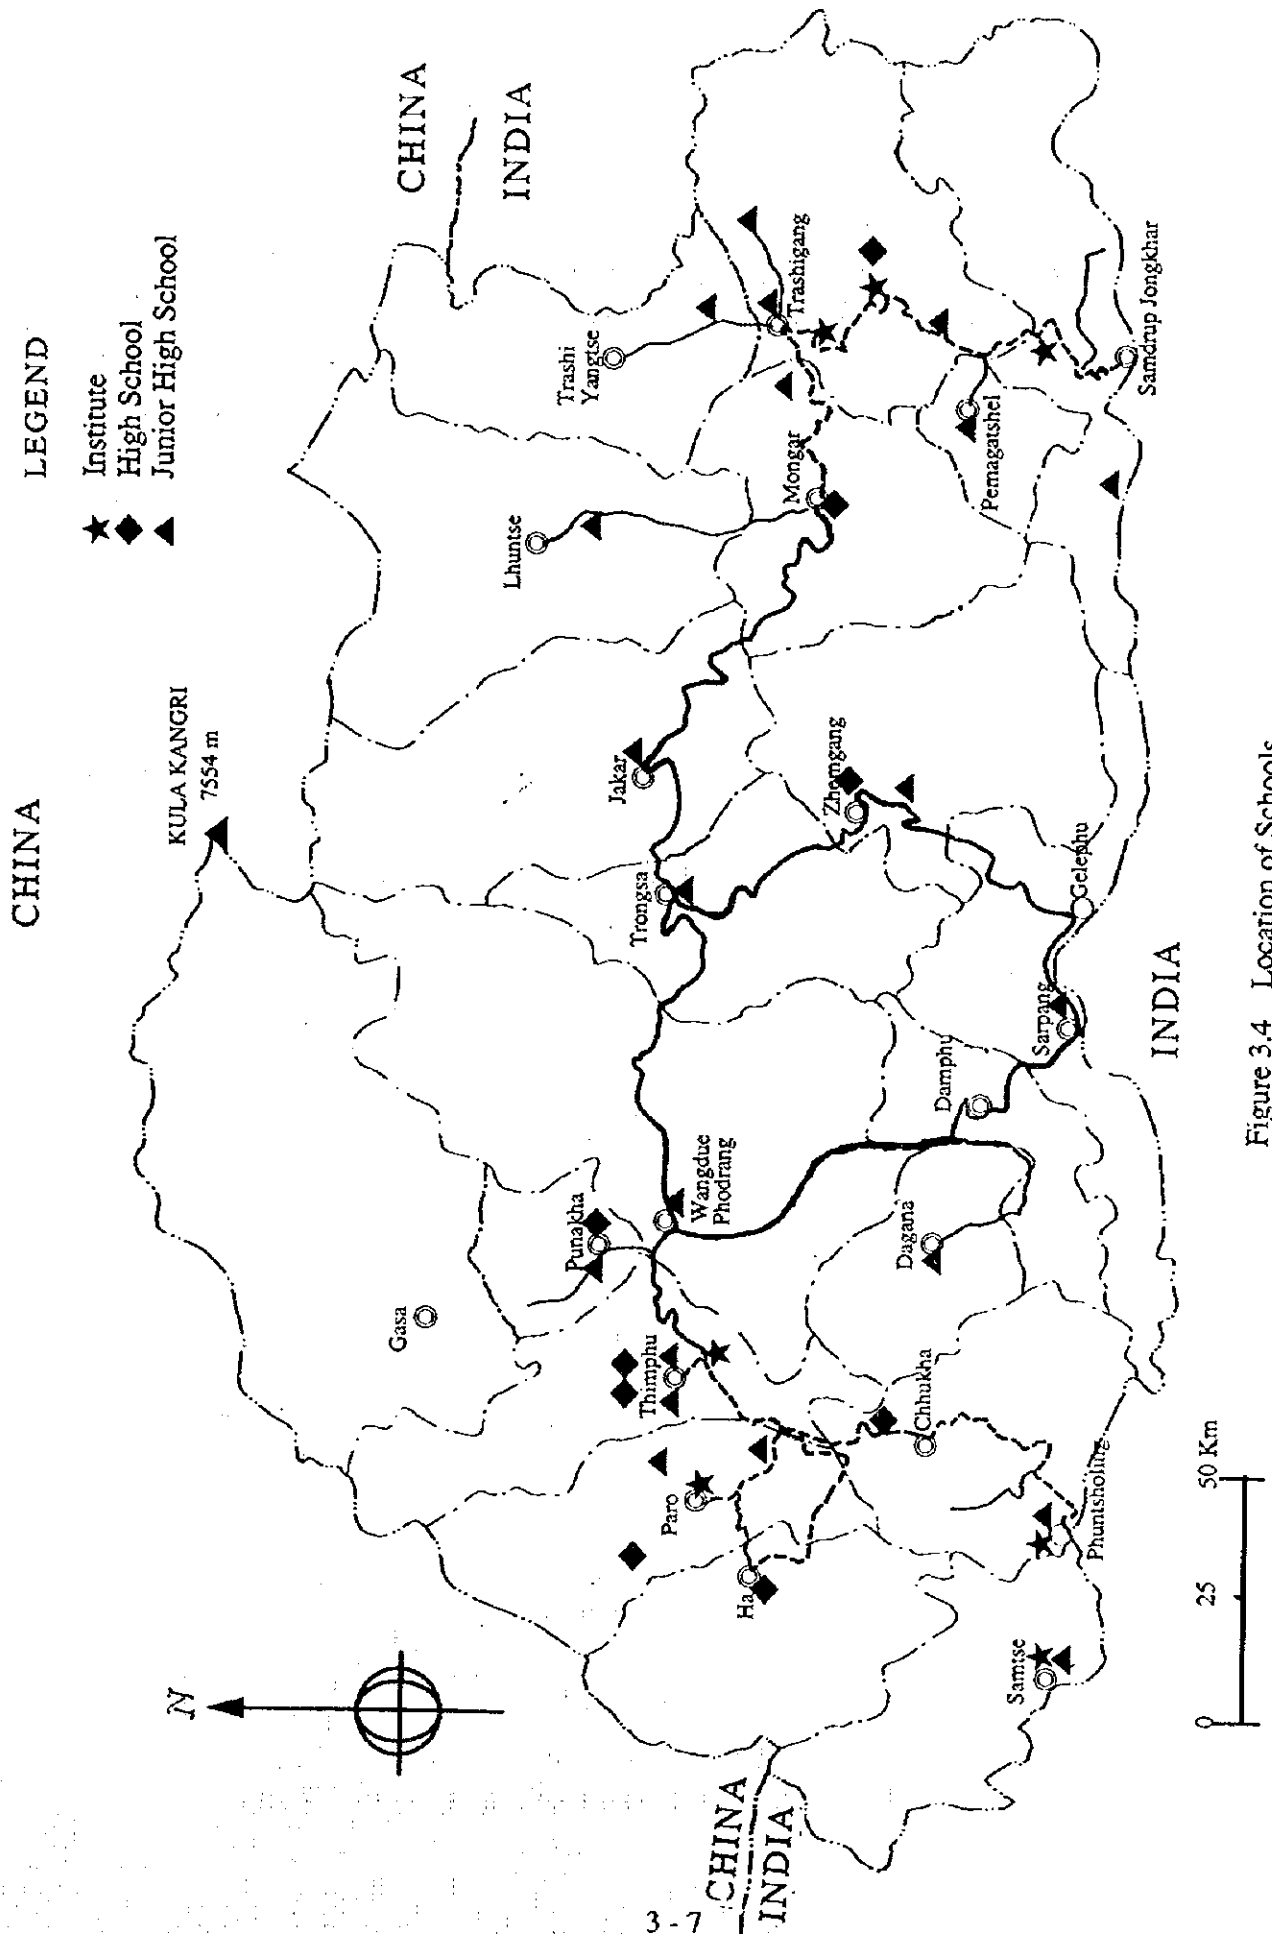 LEGEND
Institute
High School
Junior High School
CHINA
KULA KANGRI
7554 m
CHINA
INDIA
N
Gasa
Punakha
Lhuntse
Trashi
Yangtse
Thimphu
Wangdue
Phodrang
Trongsa
Jakar
Paro
Ha
Mongar
Trashigang
Zhemgang
Chhukha
Dagana
Damphu
Pemagatshel
Samtse
Phuntsholing
Sarpang
Gelephu
Samdrup Jongkhar
CHINA
INDIA
INDIA
0 25 50 Km
Figure 3.4 Location of Schools
3 - 7